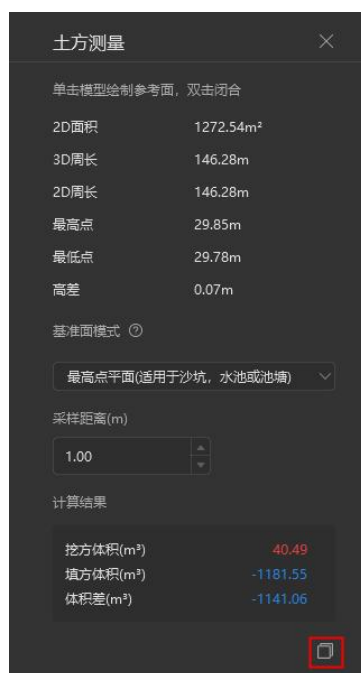 土方测量
单击模型绘制参考面，双击闭合
2D面积 1272.54m²
3D周长 146.28m
2D周长 146.28m
最高点 29.85m
最低点 29.78m
高差 0.07m
基准面模式 ?
最高点平面(适用于沙坑，水池或池塘)
采样距离(m)
1.00
计算结果
挖方体积(m³) 40.49
填方体积(m³) -1181.55
体积差(m³) -1141.06